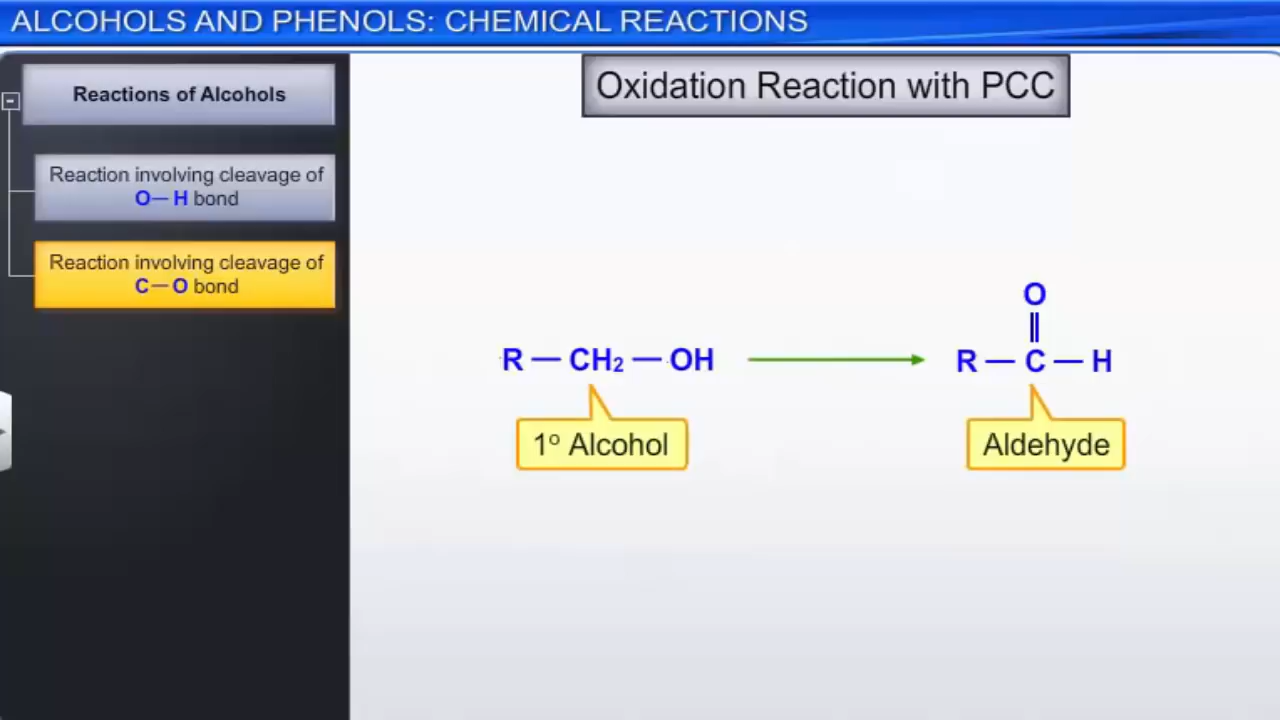 ALCOHOLS AND PHENOLS: CHEMICAL REACTIONS
Reactions of Alcohols
Reaction involving cleavage of
O—H bond
Reaction involving cleavage of
C—O bond
Oxidation Reaction with PCC
O
R — CH₂ — OH
R — C — H
1º Alcohol
Aldehyde